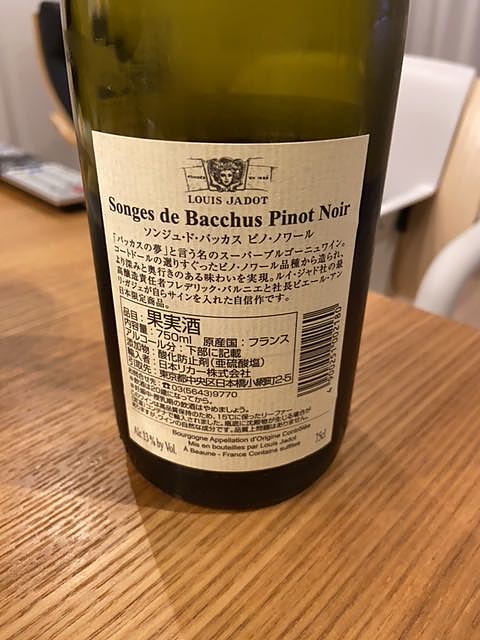 LOUIS JADOT
Songes de Bacchus Pinot Noir
ソンジュ・ド・バッカス ピノ・ノワール
「バッカスの夢」と言う名のスーパーブルゴーニュワイン。
コートドールの選りすぐったピノ・ノワール品種から造られ、
より深みと奥行きのある味わいを実現。ルイ・ジャド社の最
高醸造責任者フレデリック・バルニエと社長ピエール・アン
リ・ガジェが自らサインを入れた自信作です。
日本限定商品。
品目：果実酒
内容量：750ml 原産国：フランス
アルコール分：下部に記載
添加物：酸化防止剤（亜硫酸塩）
輸入者：日本リカー株式会社
引取先：東京都中央区日本橋小網町2-5
☎03(5643)9770
Bourgogne Appellation d'Origine Contrôlée
Mis en bouteilles par Louis Jadot
À Beaune - France Contains sulfites
Alc.13% by Vol.
75cl